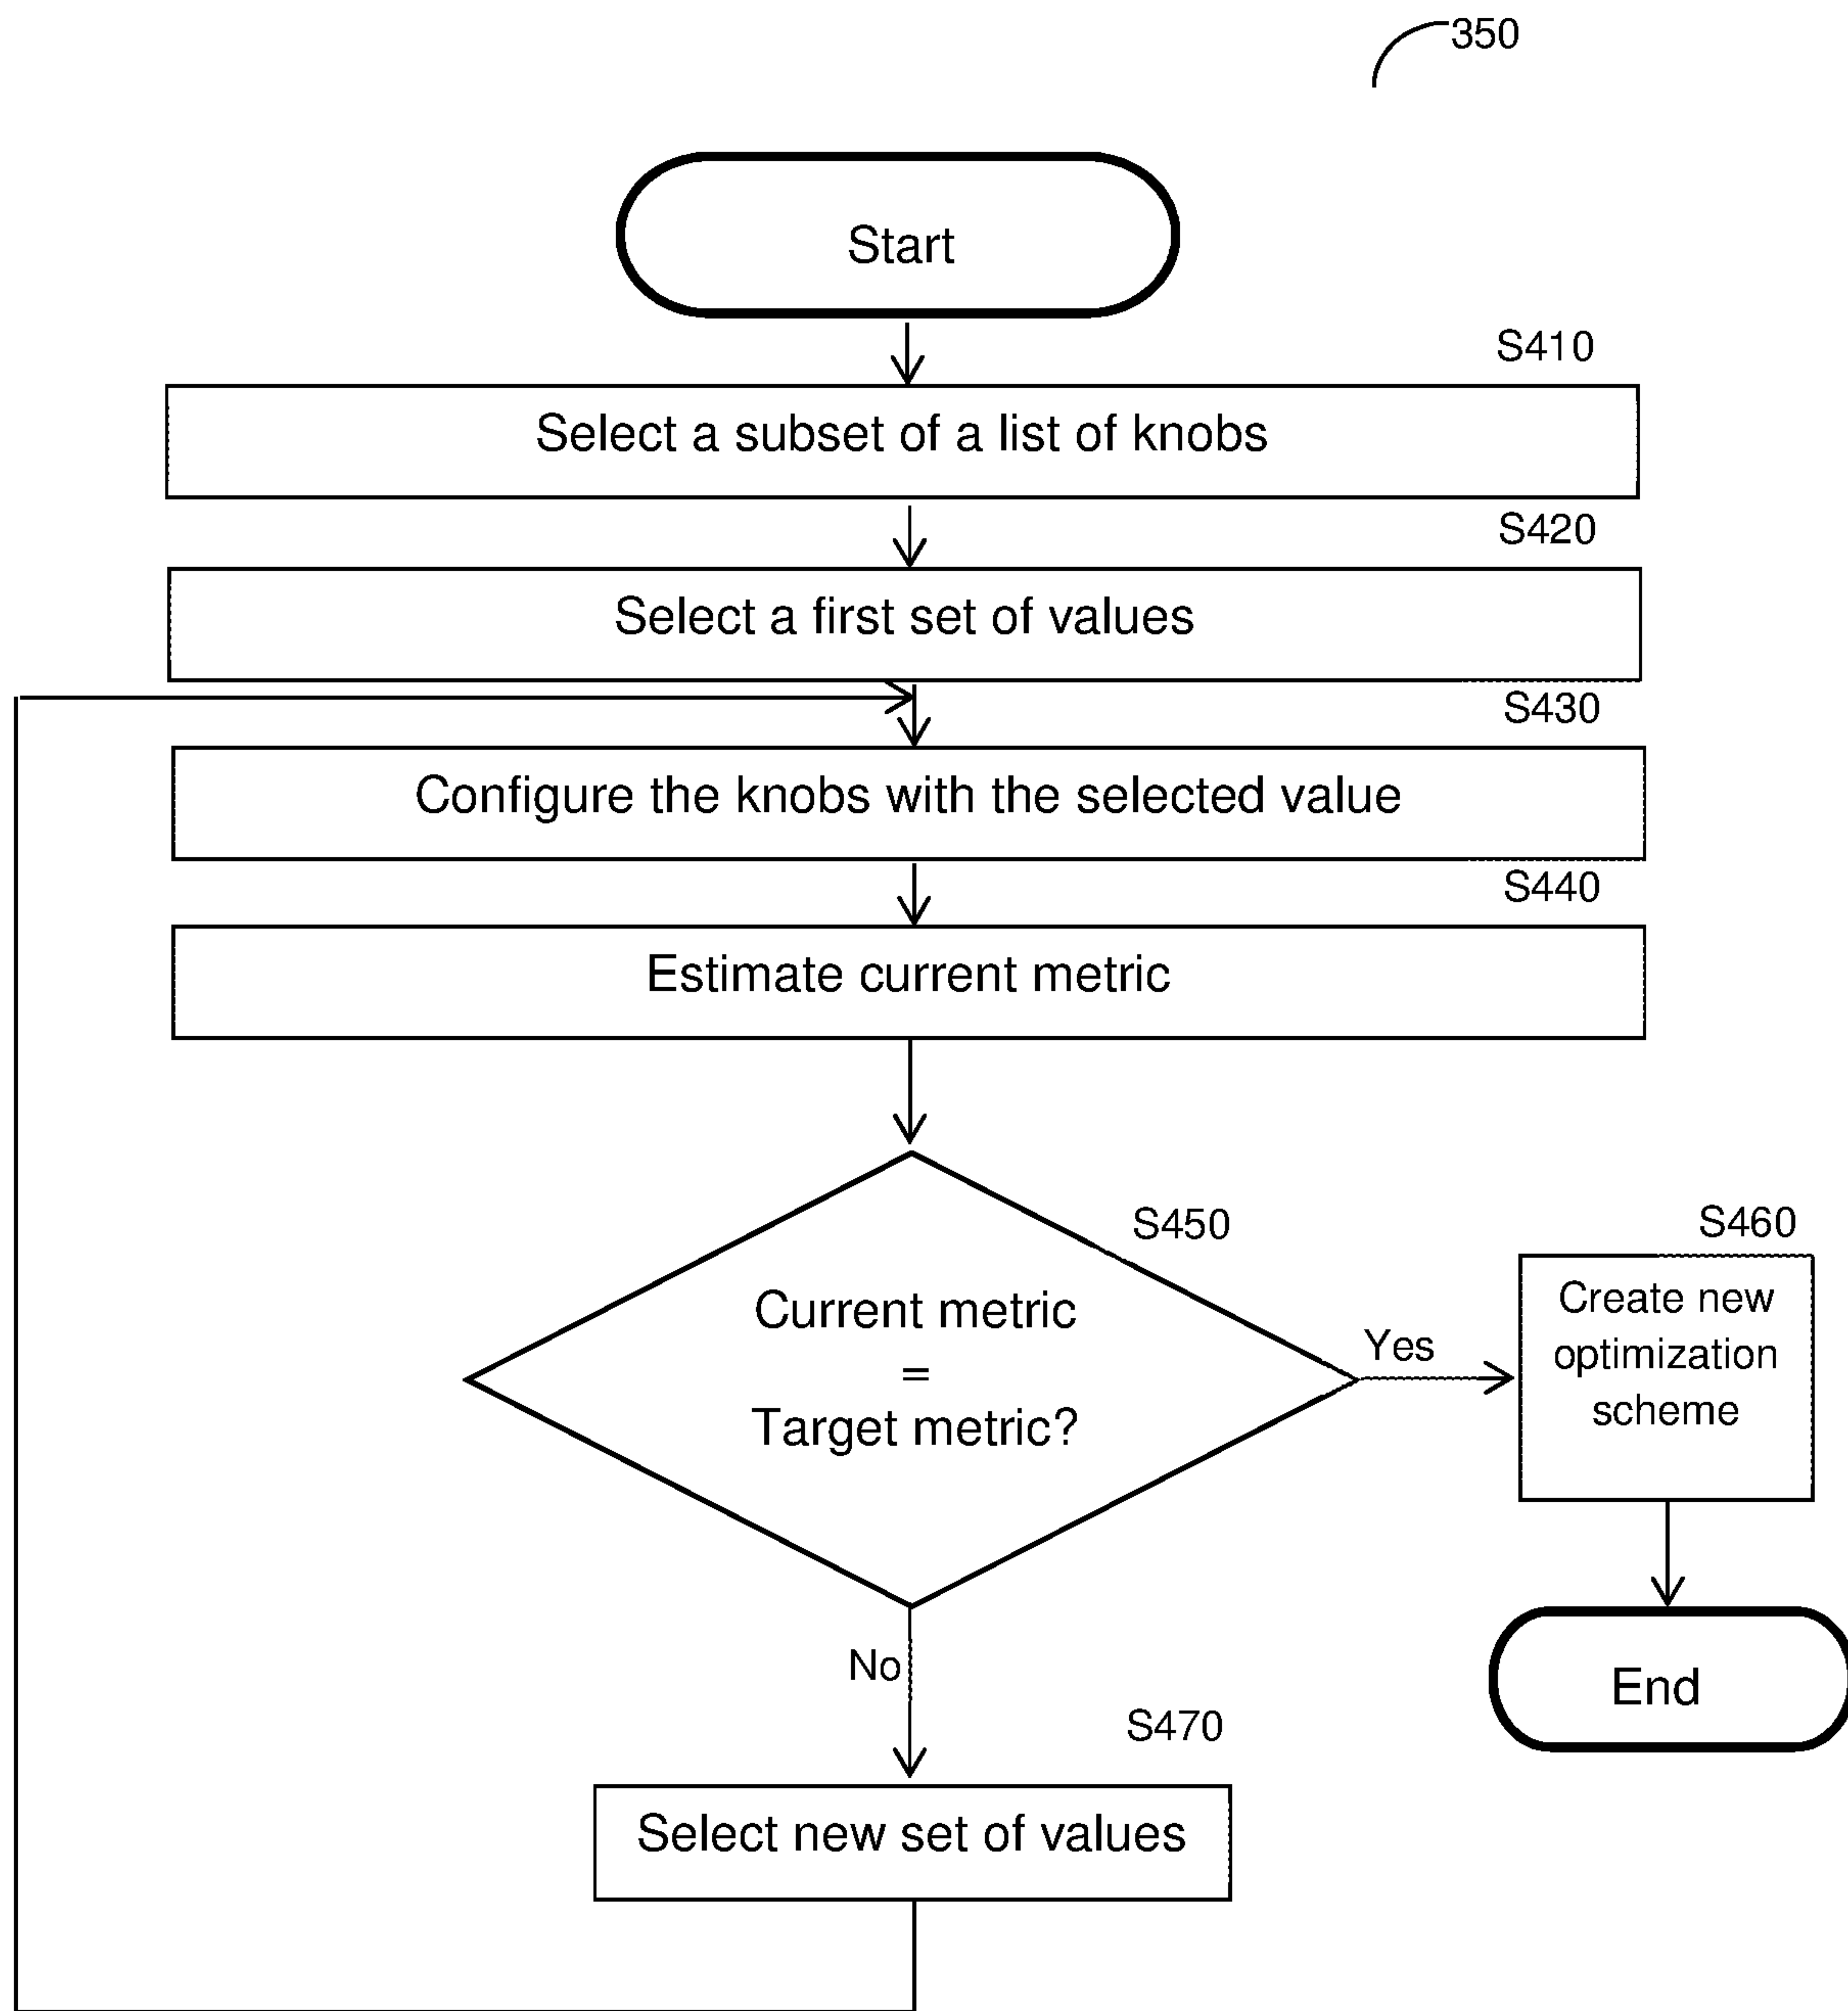 350
Start
S410
Select a subset of a list of knobs
S420
Select a first set of values
S430
Configure the knobs with the selected value
S440
Estimate current metric
S450
Current metric
=
Target metric?
Yes
S460
Create new
optimization
scheme
End
No
S470
Select new set of values